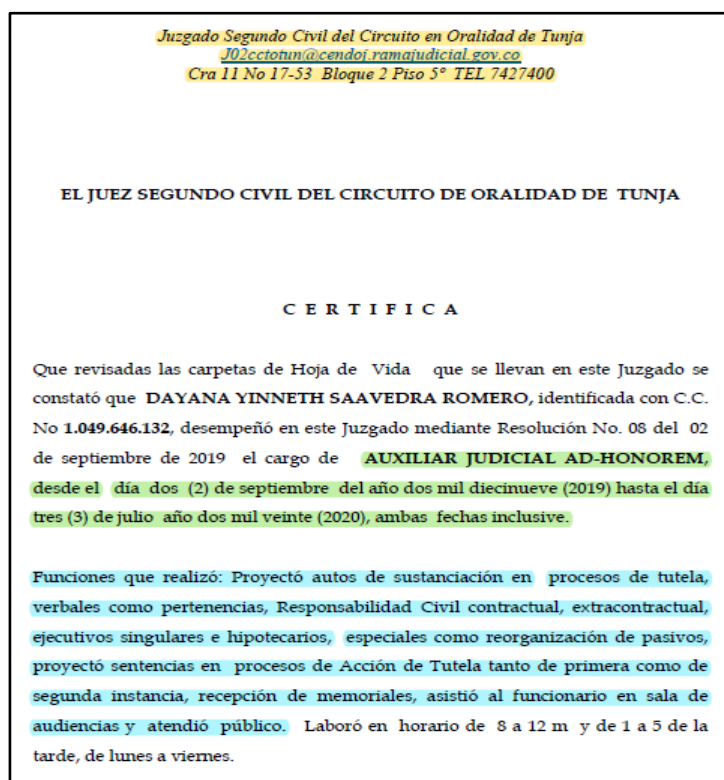 Juzgado Segundo Civil del Circuito en Oralidad de Tunja
J02cctotun@cendoj.ramajudicial.gov.co
Cra 11 No 17-53 Bloque 2 Piso 5° TEL 7427400
EL JUEZ SEGUNDO CIVIL DEL CIRCUITO DE ORALIDAD DE TUNJA
C E R T I F I C A
Que revisadas las carpetas de Hoja de Vida que se llevan en este Juzgado se
constató que DAYANA YINNETH SAAVEDRA ROMERO, identificada con C.C.
No 1.049.646.132, desempeñó en este Juzgado mediante Resolución No. 08 del 02
de septiembre de 2019 el cargo de AUXILIAR JUDICIAL AD-HONOREM,
desde el día dos (2) de septiembre del año dos mil diecinueve (2019) hasta el día
tres (3) de julio año dos mil veinte (2020), ambas fechas inclusive.
Funciones que realizó: Proyectó autos de sustanciación en procesos de tutela,
verbales como pertenencias, Responsabilidad Civil contractual, extracontractual,
ejecutivos singulares e hipotecarios, especiales como reorganización de pasivos,
proyectó sentencias en procesos de Acción de Tutela tanto de primera como de
segunda instancia, recepción de memoriales, asistió al funcionario en sala de
audiencias y atendió público. Laboró en horario de 8 a 12 m y de 1 a 5 de la
tarde, de lunes a viernes.